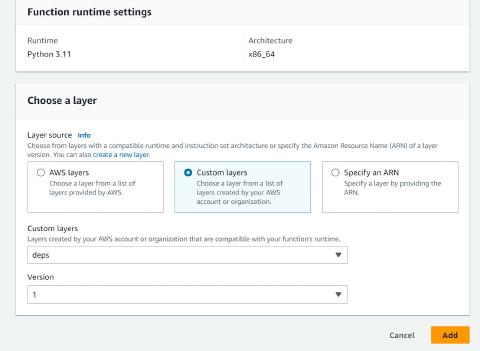 Function runtime settings
Runtime
Architecture
Python 3.11
x86_64
Choose a layer
Layer source Info
Choose from layers with a compatible runtime and instruction set architecture or specify the Amazon Resource Name (ARN) of a layer
version. You can also create a new layer.
AWS layers
Choose a layer from a list of
layers provided by AWS.
Custom layers
Choose a layer from a list of
layers created by your AWS
account or organization.
Specify an ARN
Specify a layer by providing the
ARN.
Custom layers
Layers created by your AWS account or organization that are compatible with your function's runtime.
deps
Version
1
Cancel
Add